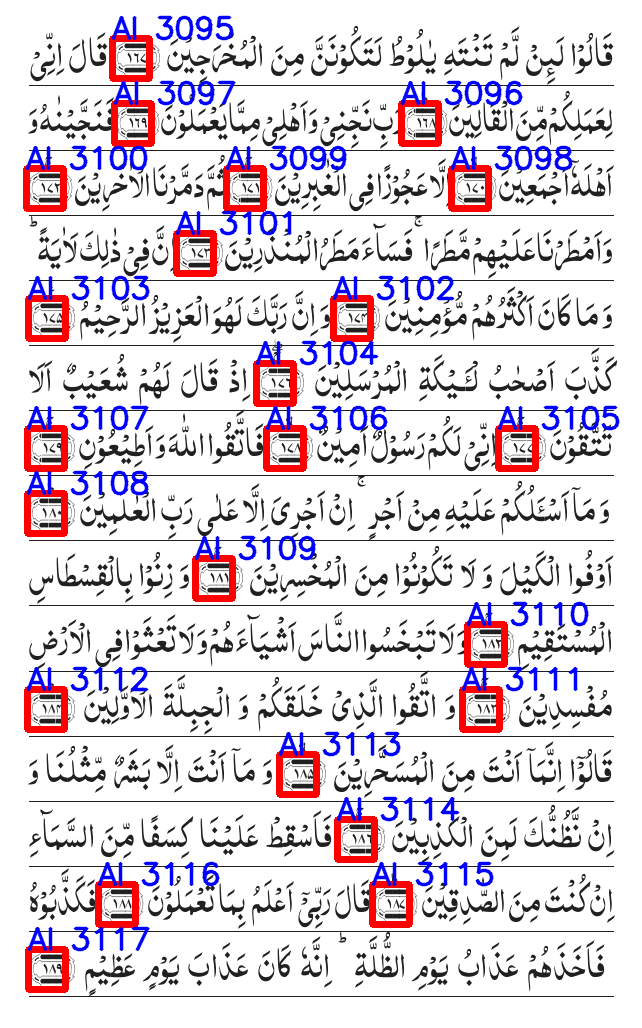 AI 3095
قَالُوۡا لَٮِٕنۡ لَّمۡ تَنۡتَهِ يٰلُوۡطُ لَتَكُوۡنَنَّ مِنَ الۡمُخۡرَجِيۡنَ ١٦٧ قَالَ اِنِّىۡ
AI 3097 AI 3096
لِعَمَلِكُمۡ مِّنَ الۡقَالِيۡنَ ١٦٨ رَبِّ نَجِّنِىۡ وَاَهۡلِىۡ مِمَّا يَعۡمَلُوۡنَ ١٦٩ فَنَجَّيۡنٰهُ وَ
AI 3100 AI 3099 AI 3098
اَهۡلَهٗۤ اَجۡمَعِيۡنَ ١٧٠ اِلَّا عَجُوۡزًا فِى الۡغٰبِرِيۡنَ ١٧١ ثُمَّ دَمَّرۡنَا الۡاٰخَرِيۡنَ ١٧٢
AI 3101
وَاَمۡطَرۡنَا عَلَيۡهِمۡ مَّطَرًا ۚ فَسَآءَ مَطَرُ الۡمُنۡذَرِيۡنَ ١٧٣ اِنَّ فِىۡ ذٰلِكَ لَاٰيَةً ؕ
AI 3103 AI 3102
وَمَا كَانَ اَكۡثَرُهُمۡ مُّؤۡمِنِيۡنَ ١٧٤ وَاِنَّ رَبَّكَ لَهُوَ الۡعَزِيۡزُ الرَّحِيۡمُ ١٧٥
AI 3104
كَذَّبَ اَصۡحٰبُ لْئَيۡكَةِ الۡمُرۡسَلِيۡنَ ١٧٦ اِذۡ قَالَ لَهُمۡ شُعَيۡبٌ اَلَا
AI 3107 AI 3106 AI 3105
تَتَّقُوۡنَ ١٧٧ اِنِّىۡ لَكُمۡ رَسُوۡلٌ اَمِيۡنٌ ١٧٨ فَاتَّقُوا اللّٰهَ وَاَطِيۡعُوۡنِ ١٧٩
AI 3108
وَمَاۤ اَسۡـَٔـلُكُمۡ عَلَيۡهِ مِنۡ اَجۡرٍ ۚ اِنۡ اَجۡرِىَ اِلَّا عَلٰى رَبِّ الۡعٰلَمِيۡنَ ١٨٠
AI 3109
اَوۡفُوا الۡكَيۡلَ وَلَا تَكُوۡنُوۡا مِنَ الۡمُخۡسِرِيۡنَ ١٨١ وَزِنُوۡا بِالۡقِسۡطَاسِ
AI 3110
الۡمُسۡتَقِيۡمِ ١٨٢ وَلَا تَبۡخَسُوا النَّاسَ اَشۡيَآءَهُمۡ وَلَا تَعۡثَوۡا فِى الۡاَرۡضِ
AI 3112 AI 3111
مُفۡسِدِيۡنَ ١٨٣ وَاتَّقُوا الَّذِىۡ خَلَقَكُمۡ وَالۡجِبِلَّةَ الۡاَوَّلِيۡنَ ١٨٤
AI 3113
قَالُوۡۤا اِنَّمَاۤ اَنۡتَ مِنَ الۡمُسَحَّرِيۡنَ ١٨٥ وَمَاۤ اَنۡتَ اِلَّا بَشَرٌ مِّثۡلُنَا وَ
AI 3114
اِنۡ نَّظُنُّكَ لَمِنَ الۡكٰذِبِيۡنَ ١٨٦ فَاَسۡقِطۡ عَلَيۡنَا كِسَفًا مِّنَ السَّمَآءِ
AI 3116 AI 3115
اِنۡ كُنۡتَ مِنَ الصّٰدِقِيۡنَ ١٨٧ قَالَ رَبِّىۡۤ اَعۡلَمُ بِمَا تَعۡمَلُوۡنَ ١٨٨ فَكَذَّبُوۡهُ
AI 3117
فَاَخَذَهُمۡ عَذَابُ يَوۡمِ الظُّلَّةِ ؕ اِنَّهٗ كَانَ عَذَابَ يَوۡمٍ عَظِيۡمٍ ١٨٩